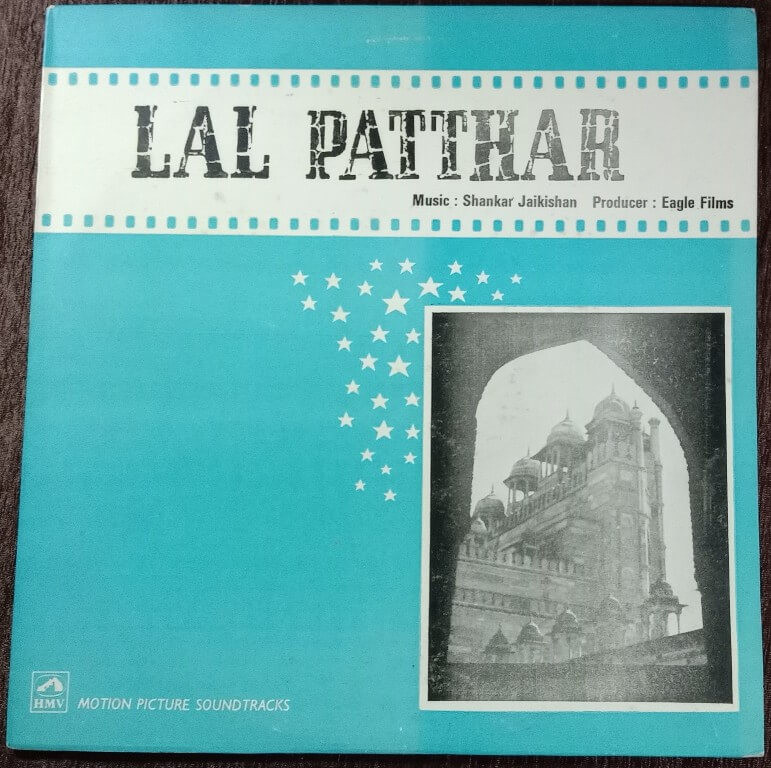 LAL PATTHAR
Music : Shankar Jaikishan Producer : Eagle Films
HMV
MOTION PICTURE SOUNDTRACKS